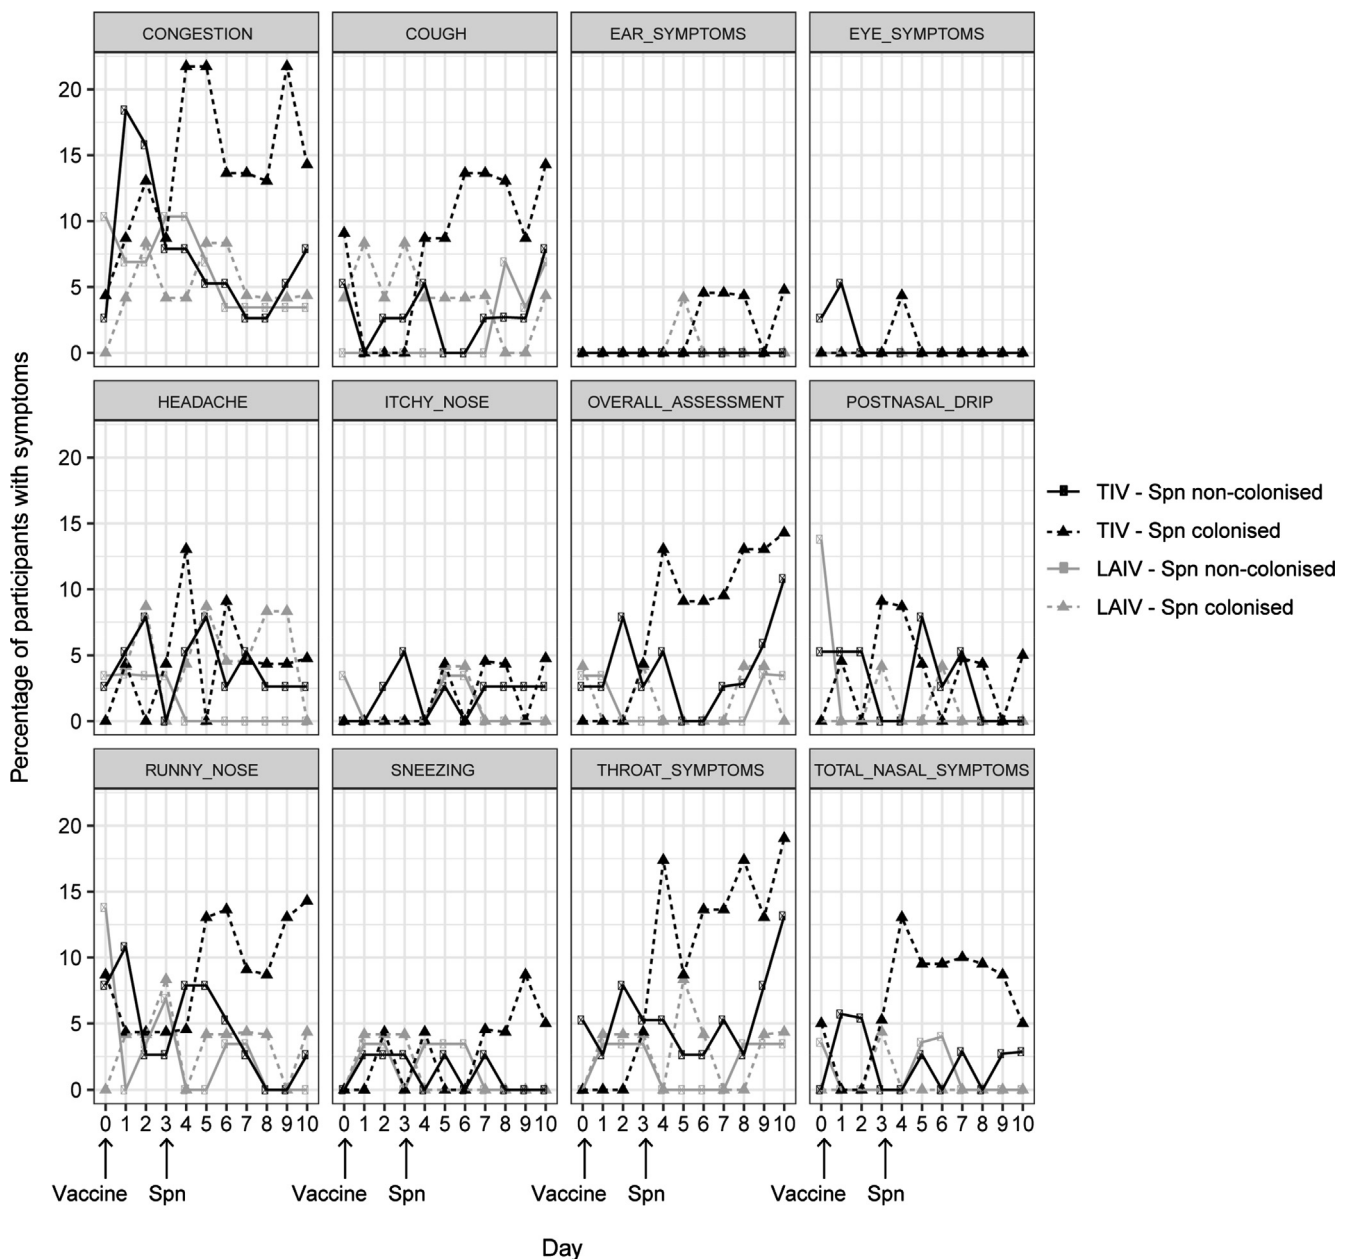 CONGESTION COUGH EAR_SYMPTOMS EYE_SYMPTOMS
20
15
10
5
0
HEADACHE ITCHY_NOSE OVERALL_ASSESSMENT POSTNASAL_DRIP
20
15
10
5
0
RUNNY_NOSE SNEEZING THROAT_SYMPTOMS TOTAL_NASAL_SYMPTOMS
20
15
10
5
0
0 1 2 3 4 5 6 7 8 9 10 0 1 2 3 4 5 6 7 8 9 10 0 1 2 3 4 5 6 7 8 9 10 0 1 2 3 4 5 6 7 8 9 10
Vaccine Spn Vaccine Spn Vaccine Spn Vaccine Spn
Day
Percentage of participants with symptoms
TIV - Spn non-colonised
TIV - Spn colonised
LAIV - Spn non-colonised
LAIV - Spn colonised